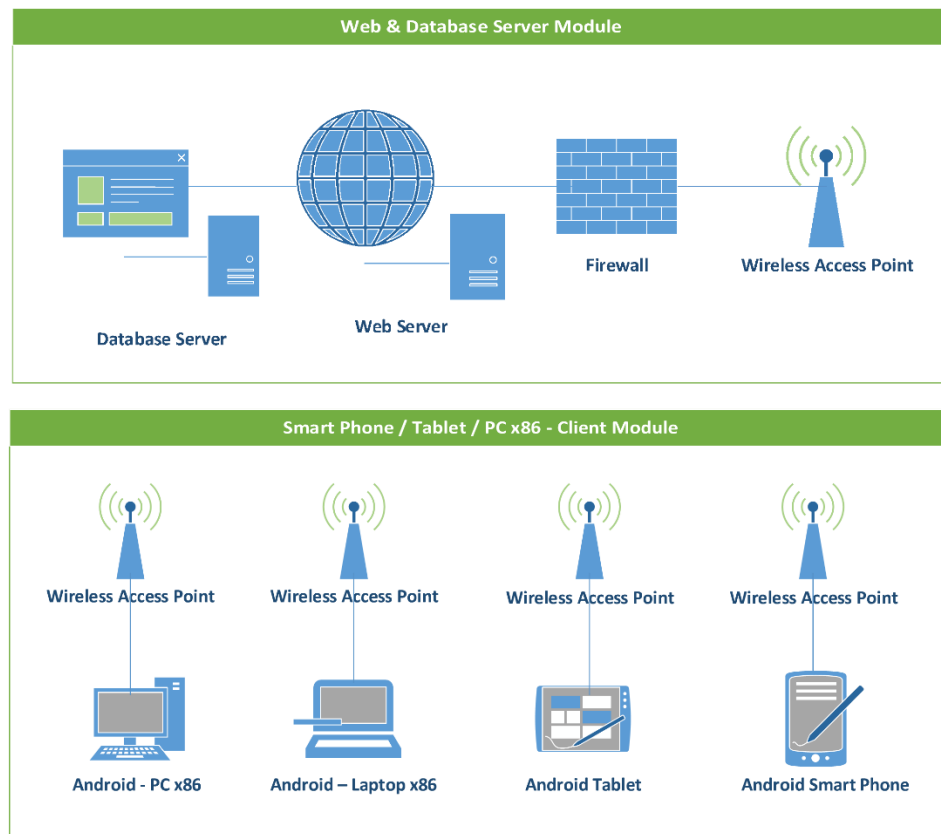 Web & Database Server Module
Firewall
Wireless Access Point
Web Server
Database Server
Smart Phone / Tablet / PC x86 - Client Module
Wireless Access Point
Wireless Access Point
Wireless Access Point
Wireless Access Point
Android - PC x86
Android – Laptop x86
Android Tablet
Android Smart Phone